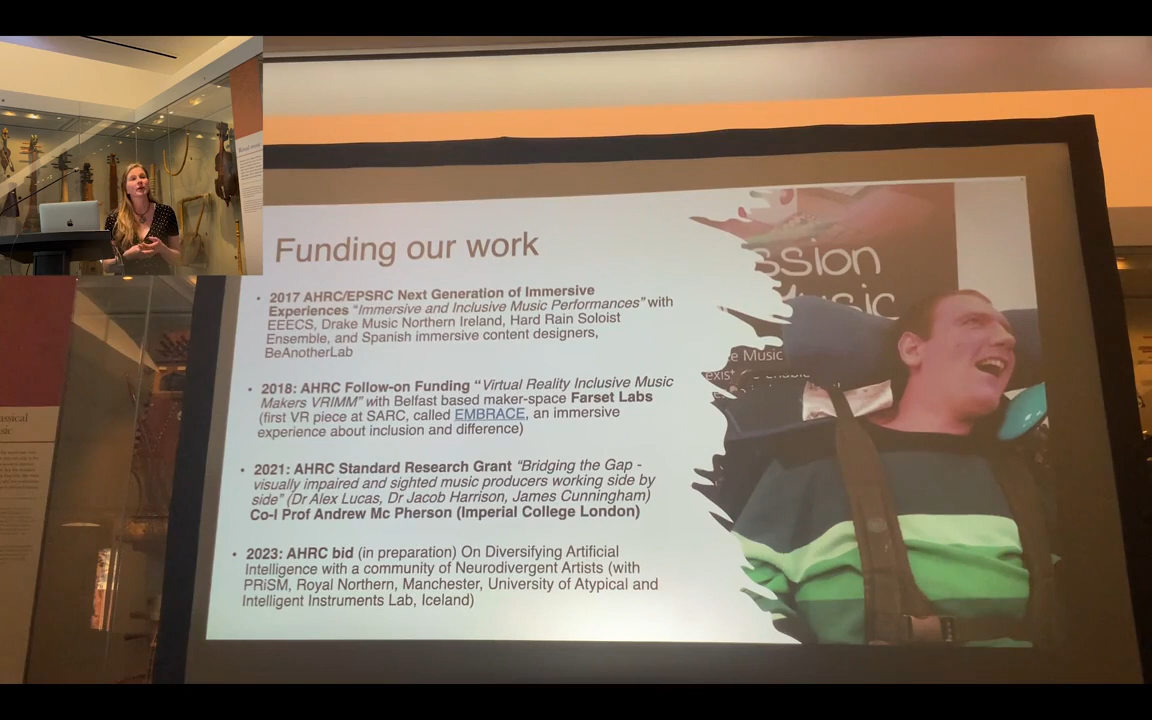 Funding our work
• 2017 AHRC/EPSRC Next Generation of Immersive
Experiences "Immersive and Inclusive Music Performances" with
EEECS, Drake Music Northern Ireland, Hard Rain Soloist
Ensemble, and Spanish immersive content designers,
BeAnotherLab
• 2018: AHRC Follow-on Funding "Virtual Reality Inclusive Music
Makers VRIMM" with Belfast based maker-space Farset Labs
(first VR piece at SARC, called EMBRACE, an immersive
experience about inclusion and difference)
• 2021: AHRC Standard Research Grant "Bridging the Gap -
visually impaired and sighted music producers working side by
side" (Dr Alex Lucas, Dr Jacob Harrison, James Cunningham)
Co-I Prof Andrew Mc Pherson (Imperial College London)
• 2023: AHRC bid (in preparation) On Diversifying Artificial
Intelligence with a community of Neurodivergent Artists (with
PRiSM, Royal Northern, Manchester, University of Atypical and
Intelligent Instruments Lab, Iceland)
ssion
Music
e Music